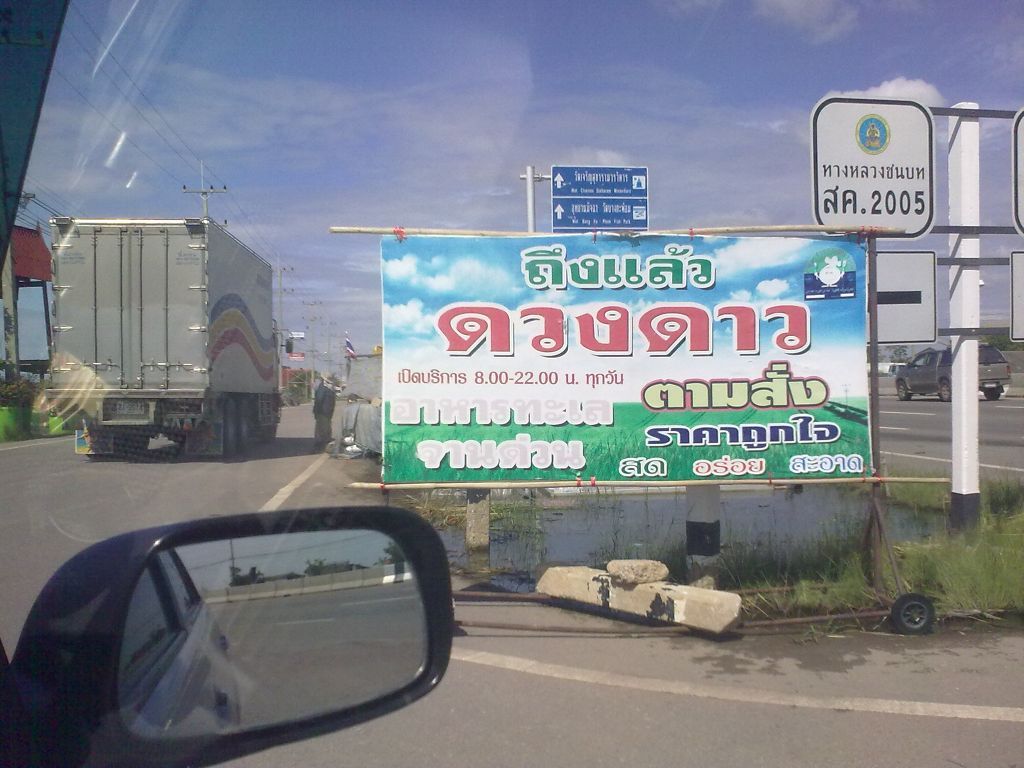 ทางหลวงชนบท
สค.2005
ถึงแล้ว
ดวงดาว
เปิดบริการ 8.00-22.00 น. ทุกวัน
อาหารทะเล
จานด่วน
ตามสั่ง
ราคาถูกใจ
สด อร่อย สะอาด